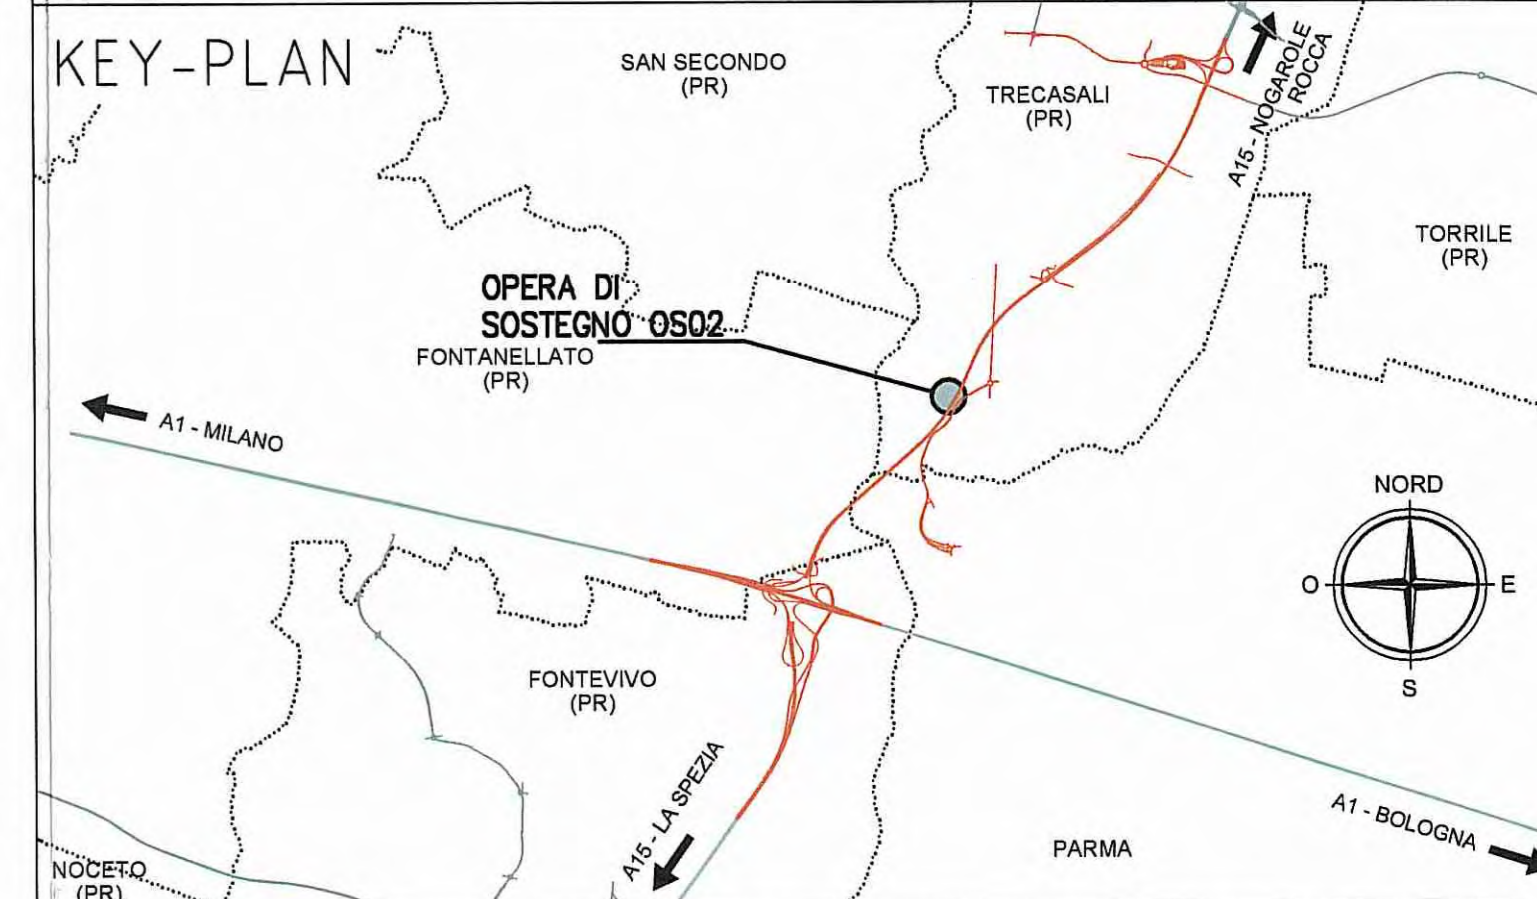 KEY-PLAN
SAN SECONDO
(PR)
TRECASALI
(PR)
A15 - NOGAROLE
ROCCA
TORRILE
(PR)
OPERA DI
SOSTEGNO OS02
FONTANELLATO
(PR)
A1 - MILANO
NORD
O
E
S
FONTEVIVO
(PR)
A15 - LA SPEZIA
A1 - BOLOGNA
PARMA
NOCETO
(PR)